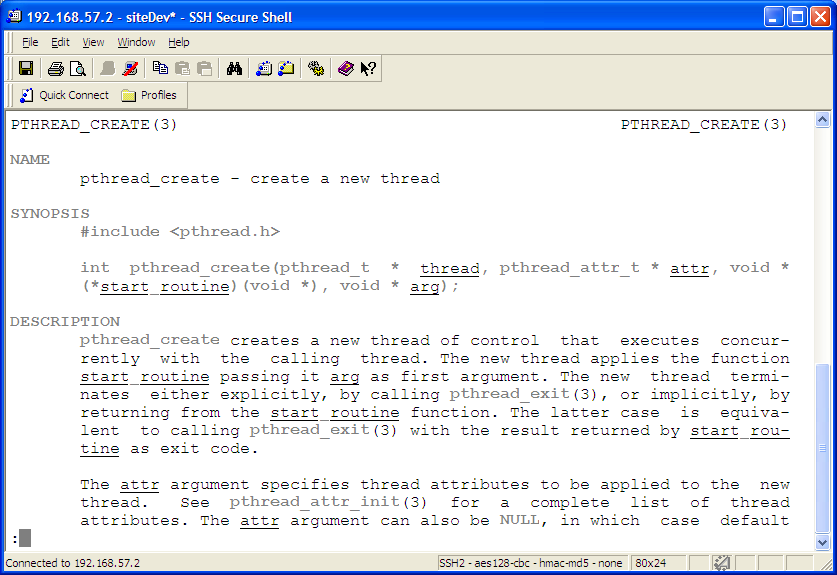 192.168.57.2 - siteDev* - SSH Secure Shell
File Edit View Window Help
Quick Connect Profiles
PTHREAD_CREATE(3) PTHREAD_CREATE(3)
NAME
pthread_create - create a new thread
SYNOPSIS
#include <pthread.h>
int pthread_create(pthread_t * thread, pthread_attr_t * attr, void *
(*start_routine)(void *), void * arg);
DESCRIPTION
pthread_create creates a new thread of control that executes concur-
rently with the calling thread. The new thread applies the function
start_routine passing it arg as first argument. The new thread termi-
nates either explicitly, by calling pthread_exit(3), or implicitly, by
returning from the start_routine function. The latter case is equiva-
lent to calling pthread_exit(3) with the result returned by start_rou-
tine as exit code.
The attr argument specifies thread attributes to be applied to the new
thread. See pthread_attr_init(3) for a complete list of thread
attributes. The attr argument can also be NULL, in which case default
:
Connected to 192.168.57.2 SSH2 - aes128-cbc - hmac-md5 - none 80x24